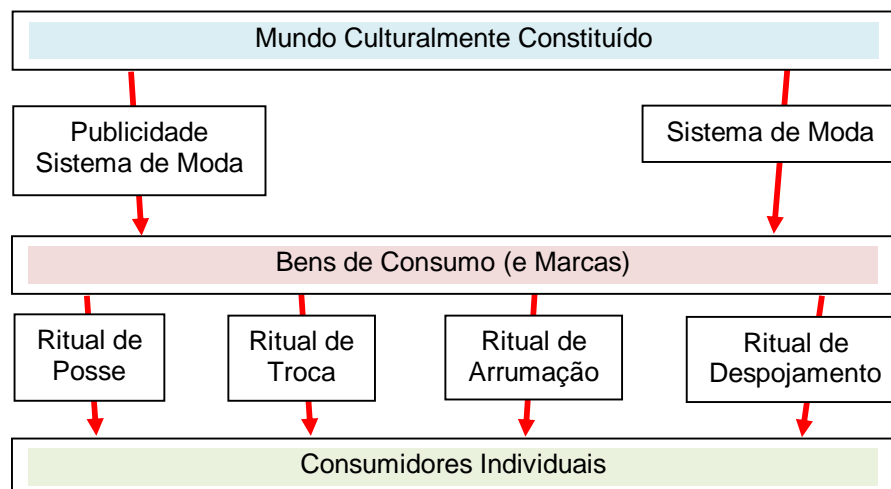 Mundo Culturalmente Constituído
Publicidade
Sistema de Moda
Sistema de Moda
Bens de Consumo (e Marcas)
Ritual de
Posse
Ritual de
Troca
Ritual de
Arrumação
Ritual de
Despojamento
Consumidores Individuais